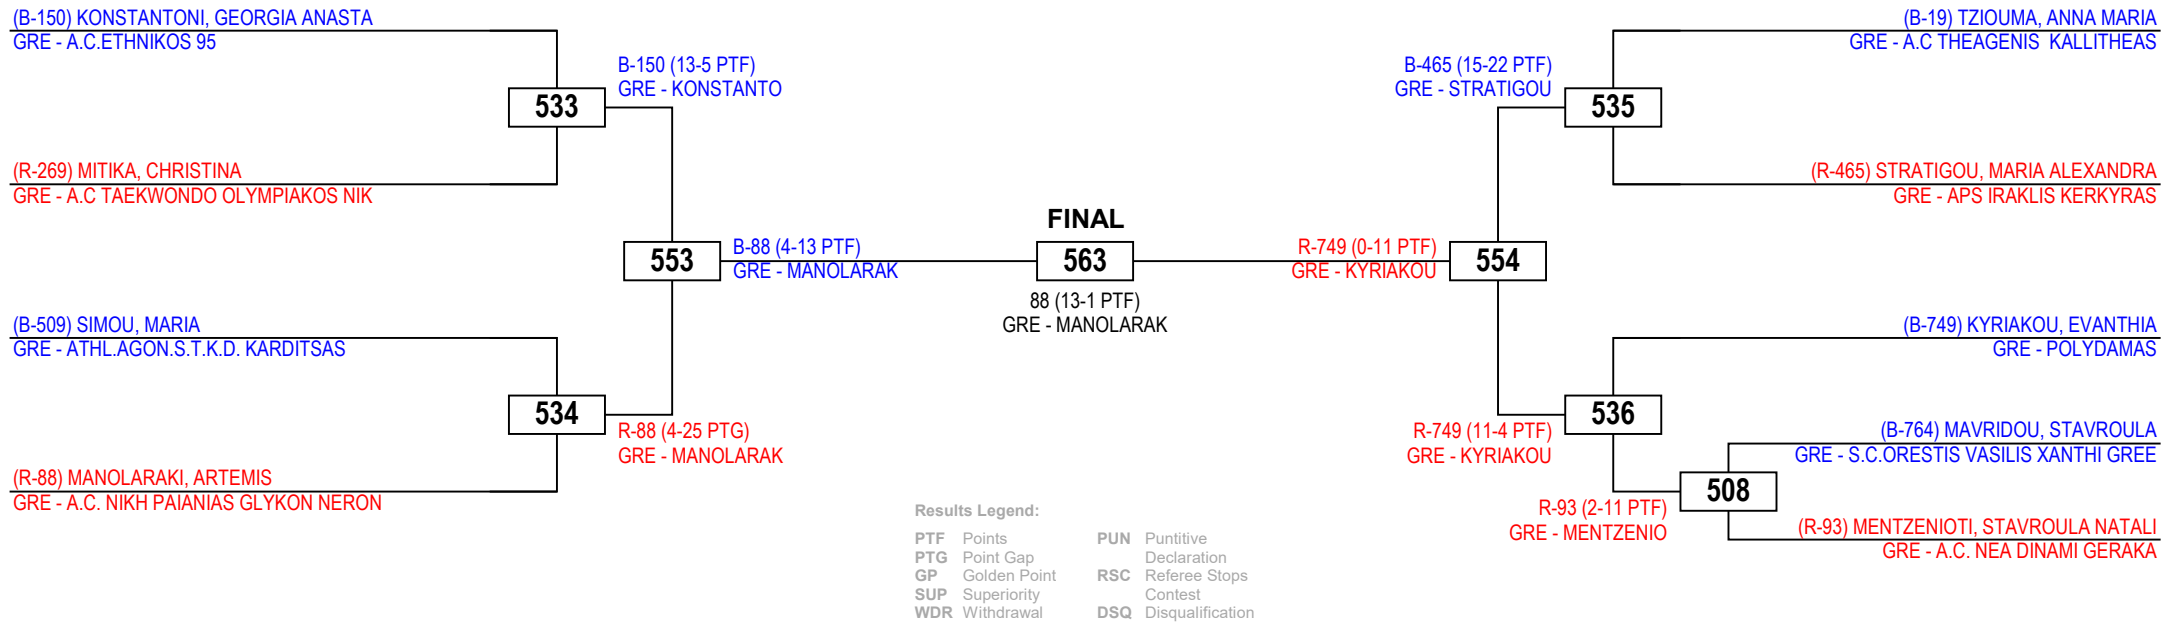 (B-150) KONSTANTONI, GEORGIA ANASTA
GRE - A.C.ETHNIKOS 95
533
B-150 (13-5 PTF)
GRE - KONSTANTO
(R-269) MITIKA, CHRISTINA
GRE - A.C TAEKWONDO OLYMPIAKOS NIK
553
B-88 (4-13 PTF)
GRE - MANOLARAK
(B-509) SIMOU, MARIA
GRE - ATHL.AGON.S.T.K.D. KARDITSAS
534
R-88 (4-25 PTG)
GRE - MANOLARAK
(R-88) MANOLARAKI, ARTEMIS
GRE - A.C. NIKH PAIANIAS GLYKON NERON
FINAL
563
88 (13-1 PTF)
GRE - MANOLARAK
(B-19) TZIOUMA, ANNA MARIA
GRE - A.C THEAGENIS KALLITHEAS
B-465 (15-22 PTF)
GRE - STRATIGOU
535
(R-465) STRATIGOU, MARIA ALEXANDRA
GRE - APS IRAKLIS KERKYRAS
R-749 (0-11 PTF)
GRE - KYRIAKOU
554
(B-749) KYRIAKOU, EVANTHIA
GRE - POLYDAMAS
536
R-749 (11-4 PTF)
GRE - KYRIAKOU
(B-764) MAVRIDOU, STAVROULA
GRE - S.C.ORESTIS VASILIS XANTHI GREE
508
R-93 (2-11 PTF)
GRE - MENTZENIO
(R-93) MENTZENIOTI, STAVROULA NATALI
GRE - A.C. NEA DINAMI GERAKA
Results Legend:
PTF Points
PTG Point Gap
GP Golden Point
SUP Superiority
WDR Withdrawal
PUN Puntitive
Declaration
RSC Referee Stops
Contest
DSQ Disqualification